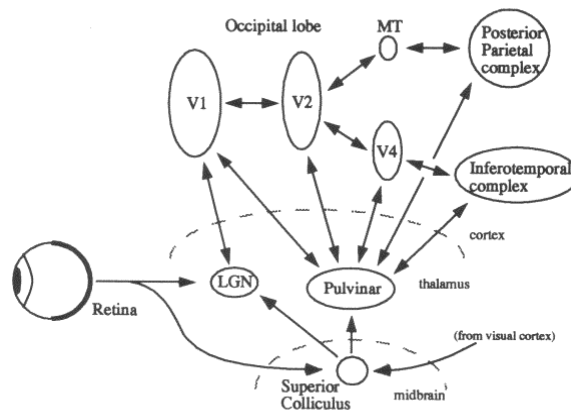 Occipital lobe
MT
Posterior
Parietal
complex
V1
V2
V4
Inferotemporal
complex
cortex
LGN
Pulvinar
thalamus
Retina
(from visual cortex)
Superior
Colliculus
midbrain